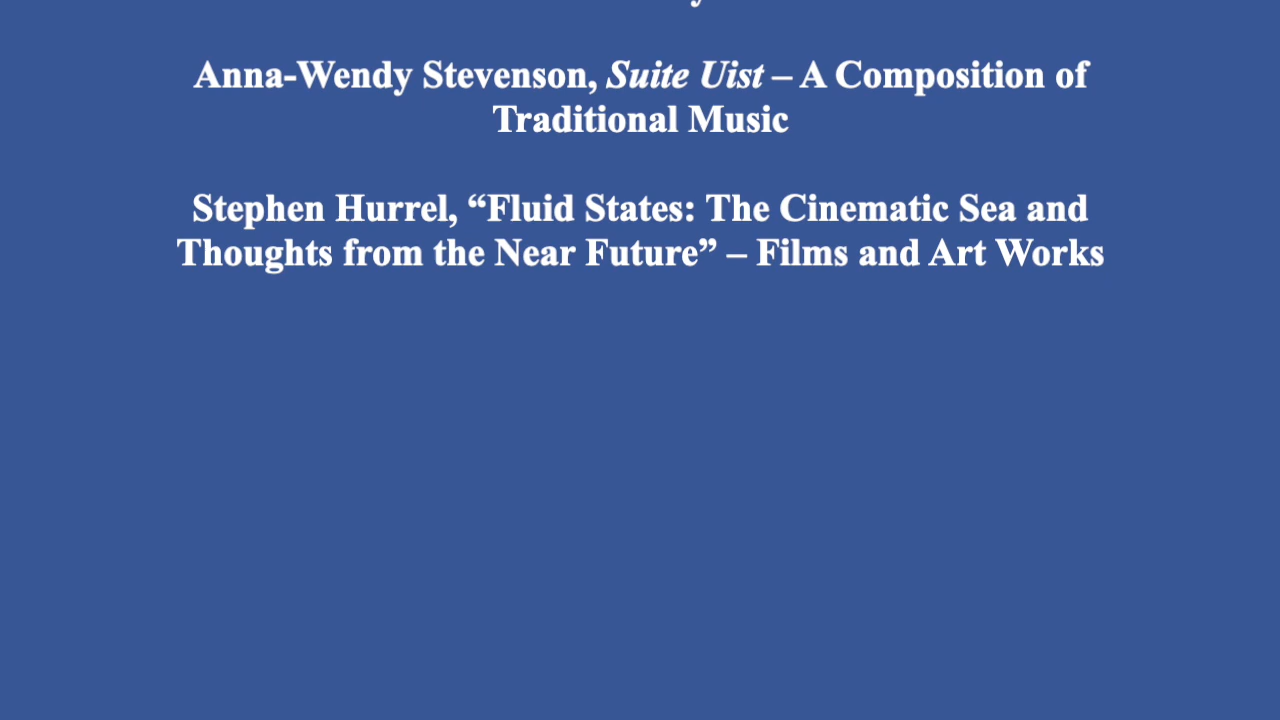 Anna-Wendy Stevenson, Suite Uist – A Composition of
Traditional Music
Stephen Hurrel, “Fluid States: The Cinematic Sea and
Thoughts from the Near Future” – Films and Art Works